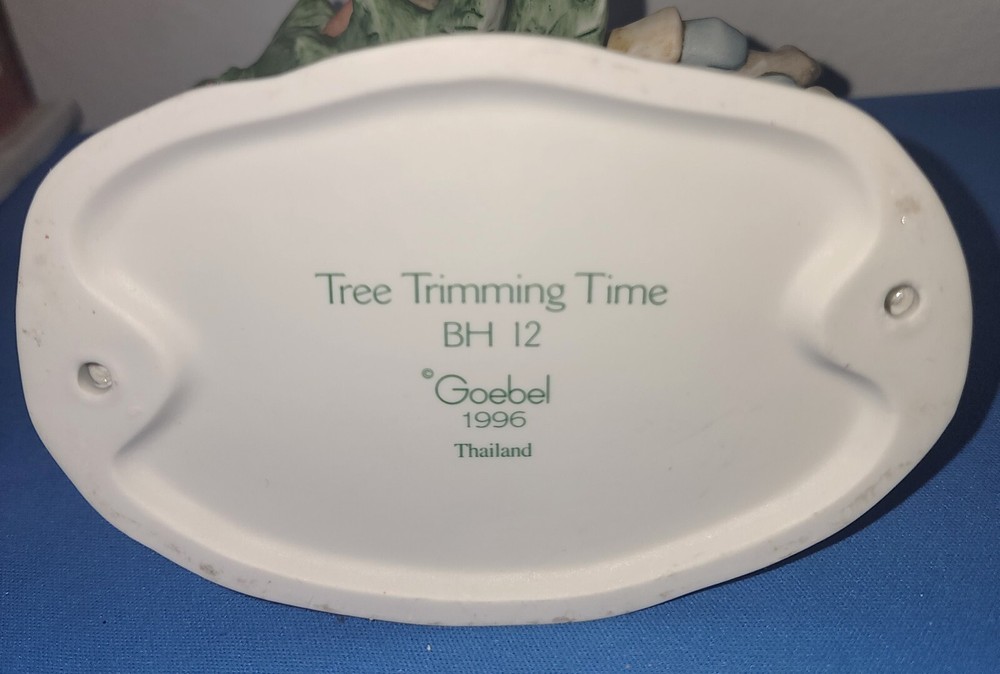 Tree Trimming Time
BH 12
©Goebel
1996
Thailand